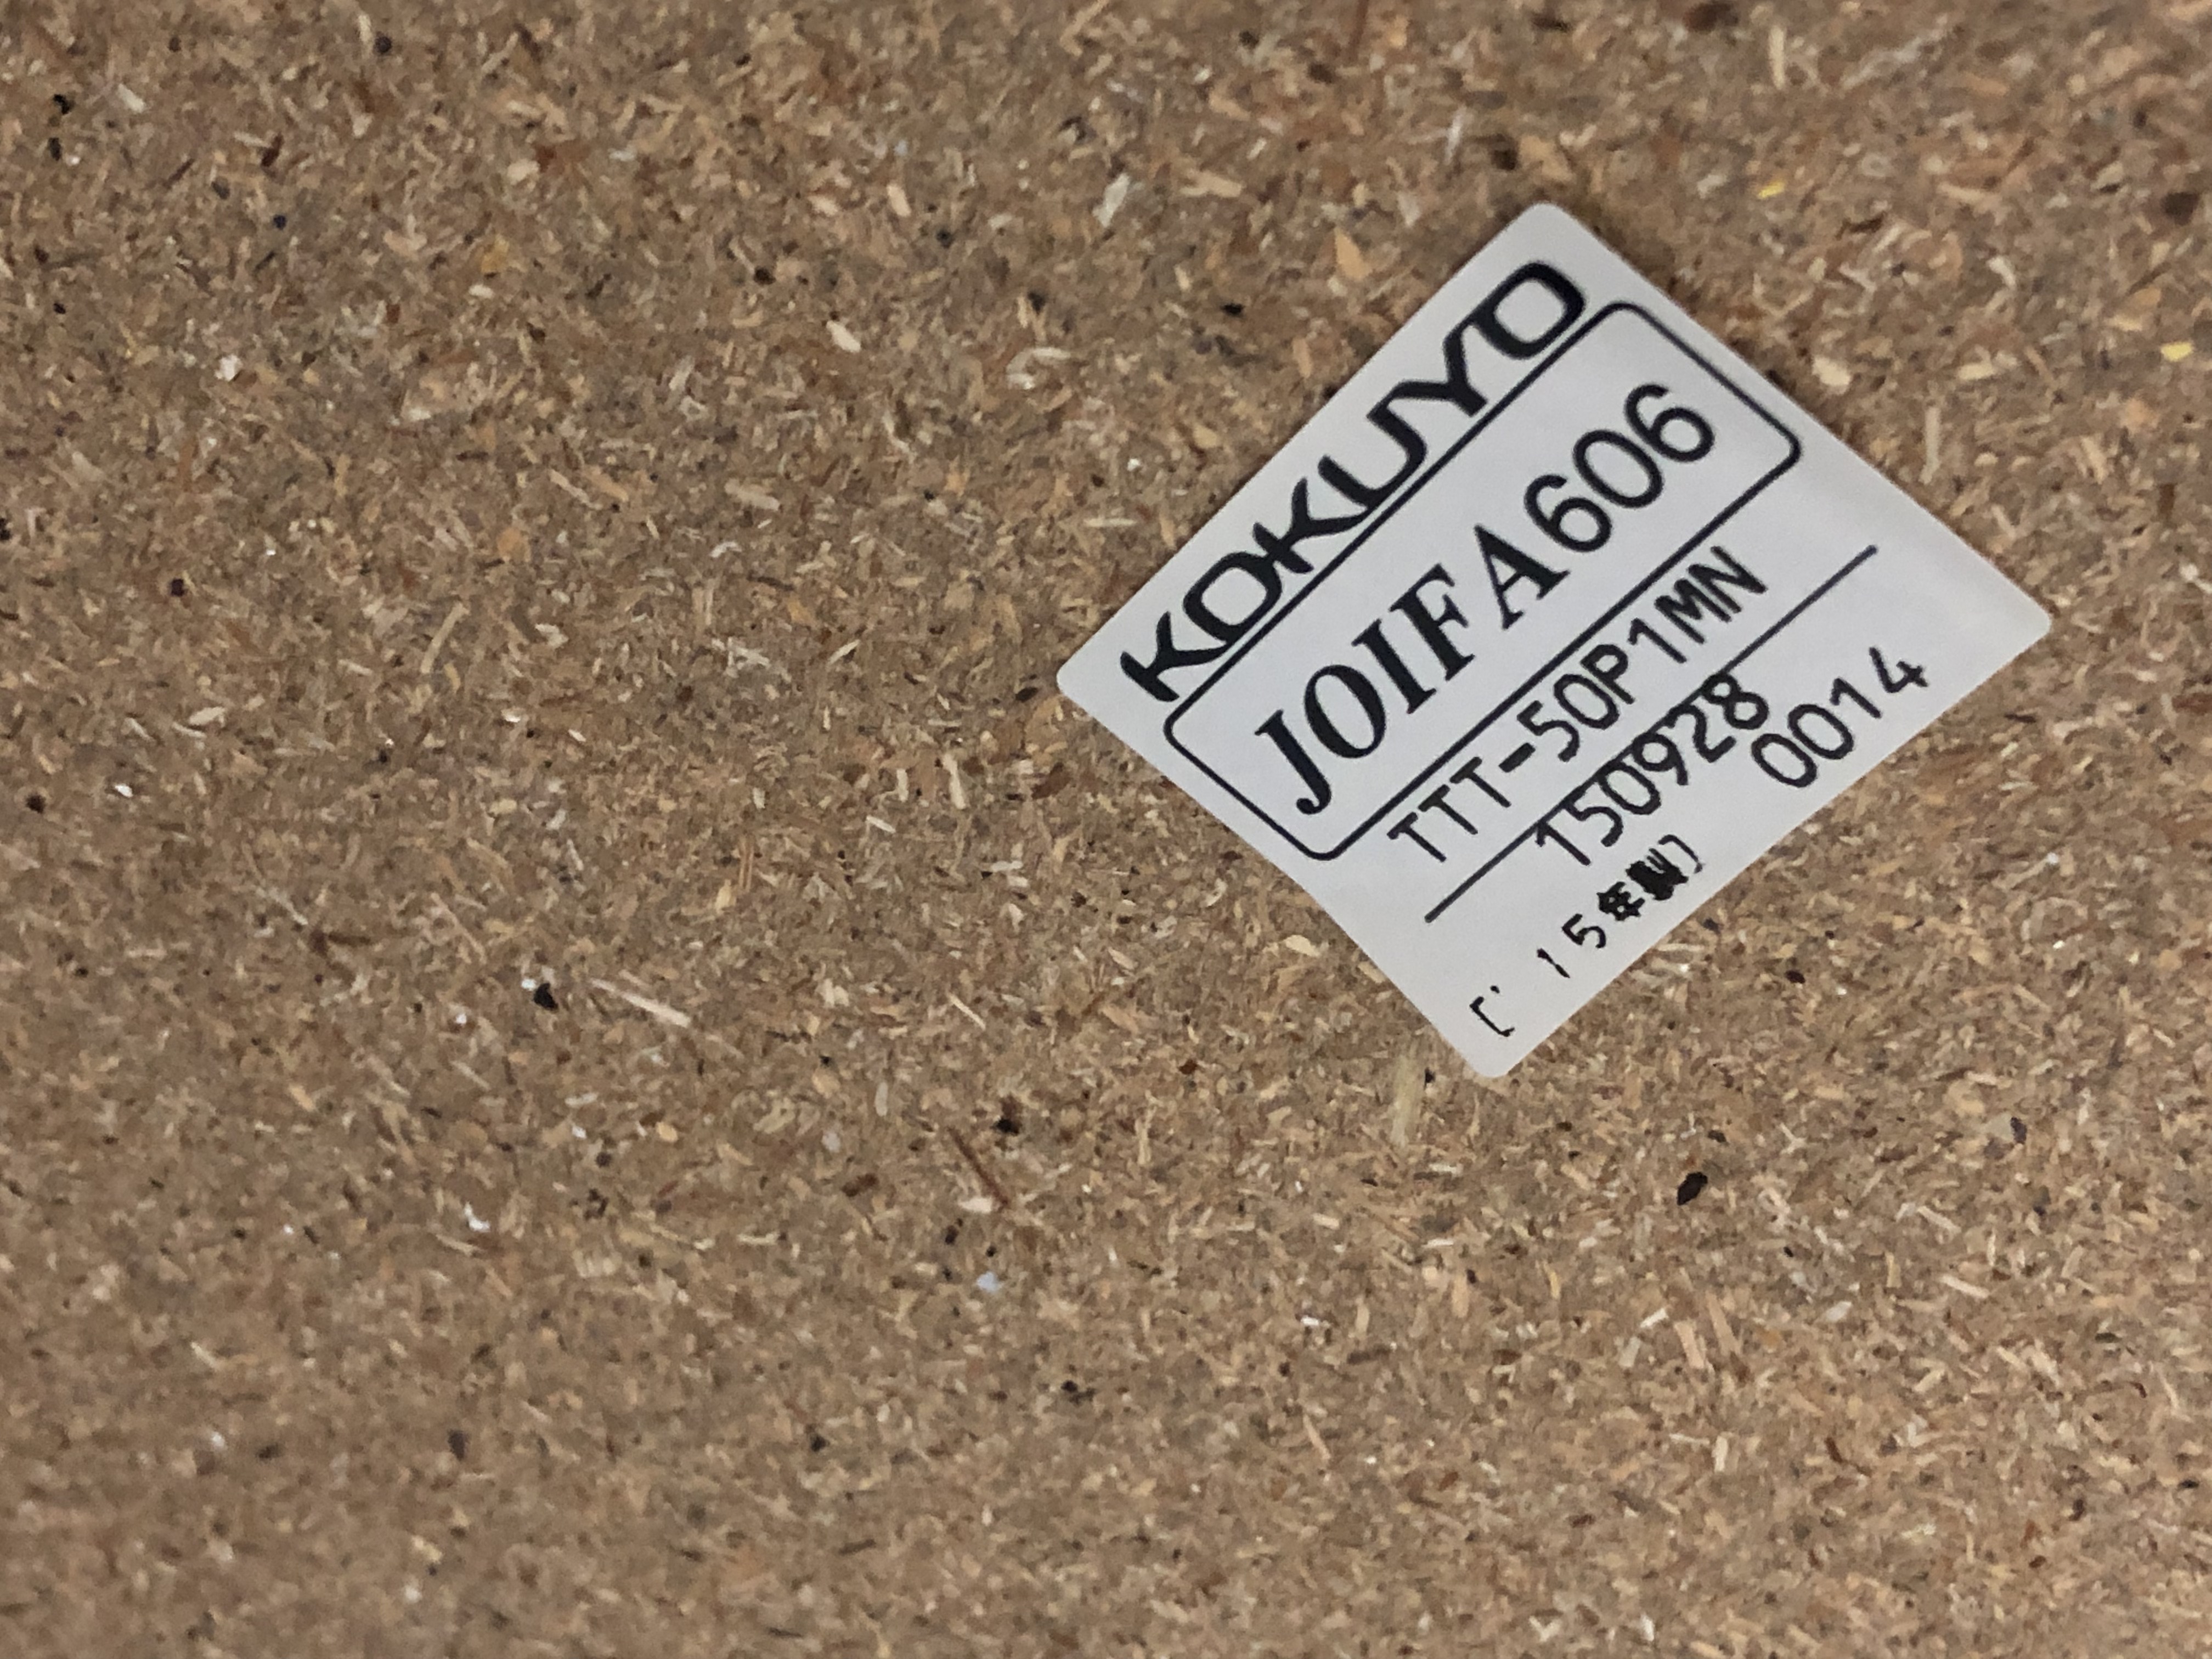 KOKUYO
JOIFA 606
TTT-50P1MN
150928
0014
[' 15年製]